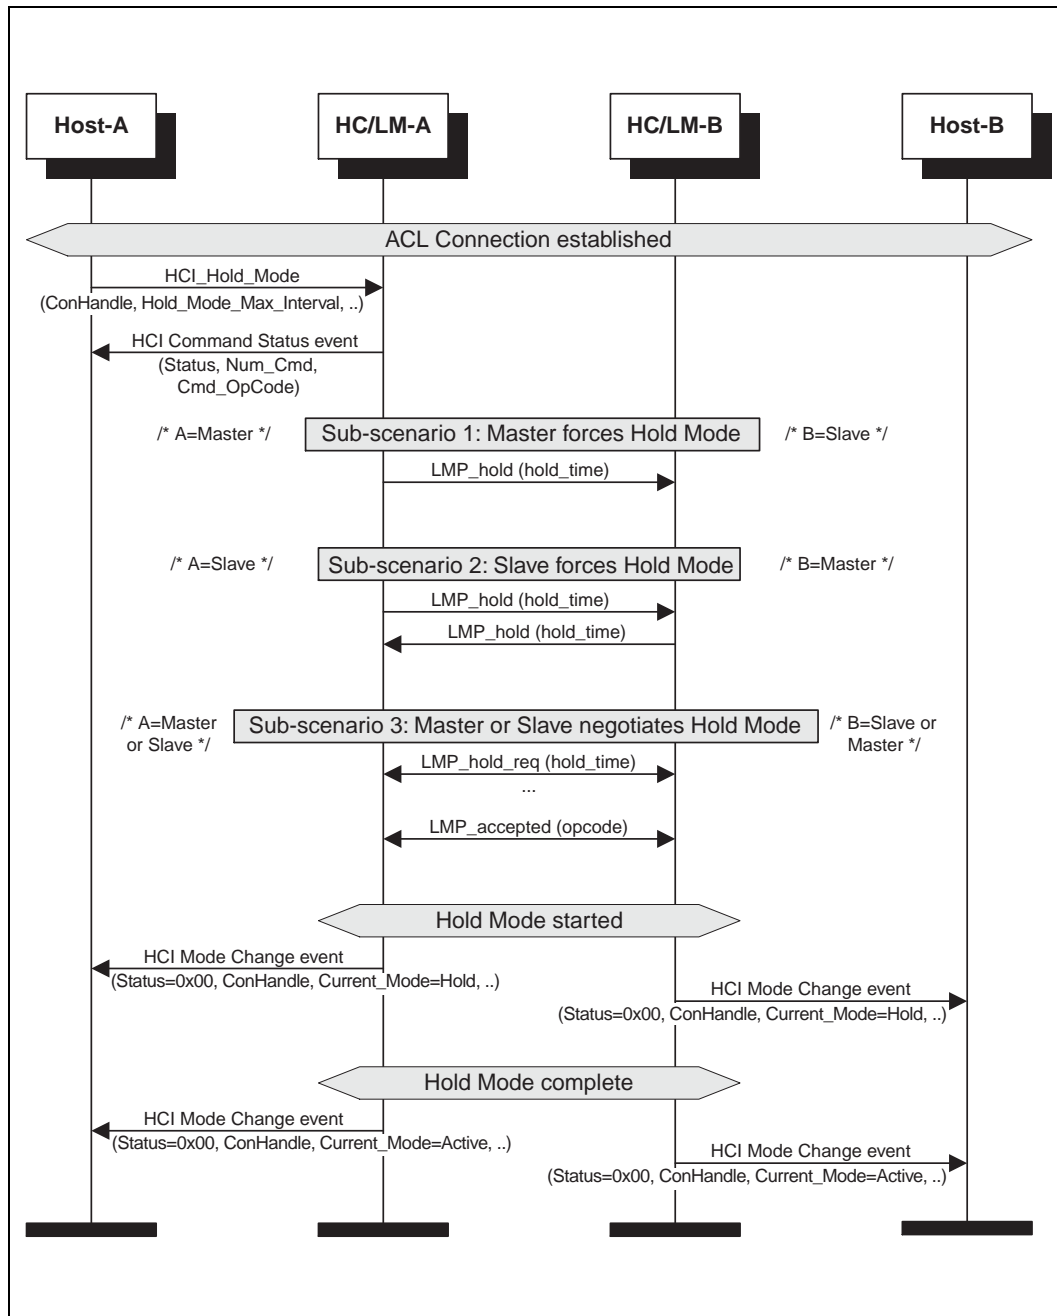 Host-A
HC/LM-A
HC/LM-B
Host-B
ACL Connection established
HCI_Hold_Mode
(ConHandle, Hold_Mode_Max_Interval, ..)
HCI Command Status event
(Status, Num_Cmd,
Cmd_OpCode)
/* A=Master */
Sub-scenario 1: Master forces Hold Mode
/* B=Slave */
LMP_hold (hold_time)
/* A=Slave */
Sub-scenario 2: Slave forces Hold Mode
/* B=Master */
LMP_hold (hold_time)
LMP_hold (hold_time)
/* A=Master
or Slave */
Sub-scenario 3: Master or Slave negotiates Hold Mode
/* B=Slave or
Master */
LMP_hold_req (hold_time)
...
LMP_accepted (opcode)
Hold Mode started
HCI Mode Change event
(Status=0x00, ConHandle, Current_Mode=Hold, ..)
HCI Mode Change event
(Status=0x00, ConHandle, Current_Mode=Hold, ..)
Hold Mode complete
HCI Mode Change event
(Status=0x00, ConHandle, Current_Mode=Active, ..)
HCI Mode Change event
(Status=0x00, ConHandle, Current_Mode=Active, ..)